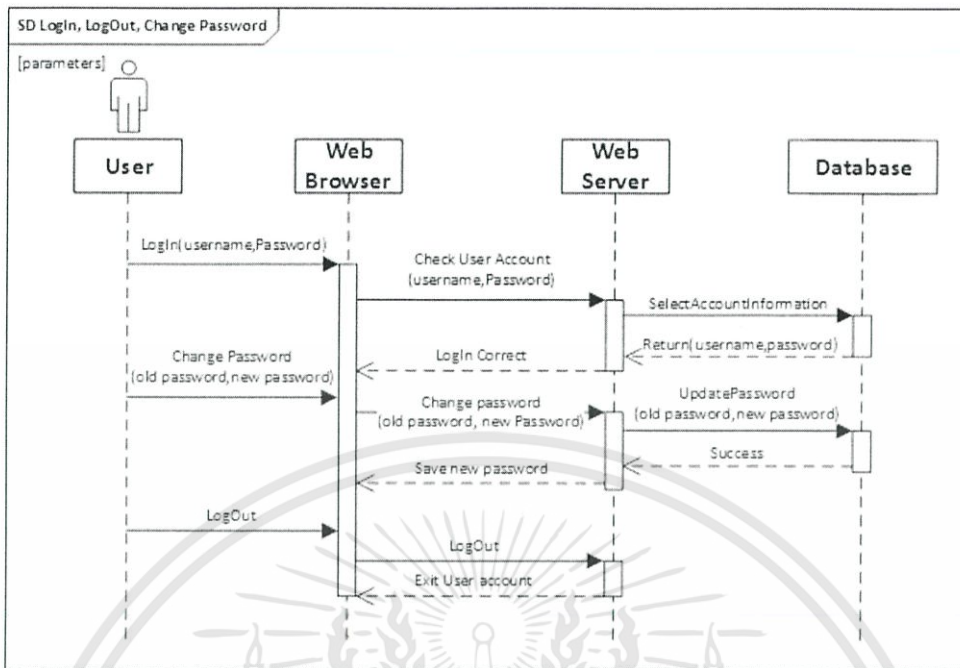 SD LogIn, LogOut, Change Password
[parameters]
User
Web
Browser
Web
Server
Database
LogIn(username,Password)
Check User Account
(username,Password)
SelectAccountInformation
Return(username,password)
LogIn Correct
Change Password
(old password,new password)
Change password
(old password, new Password)
UpdatePassword
(old password,new password)
Success
Save new password
LogOut
LogOut
Exit User account